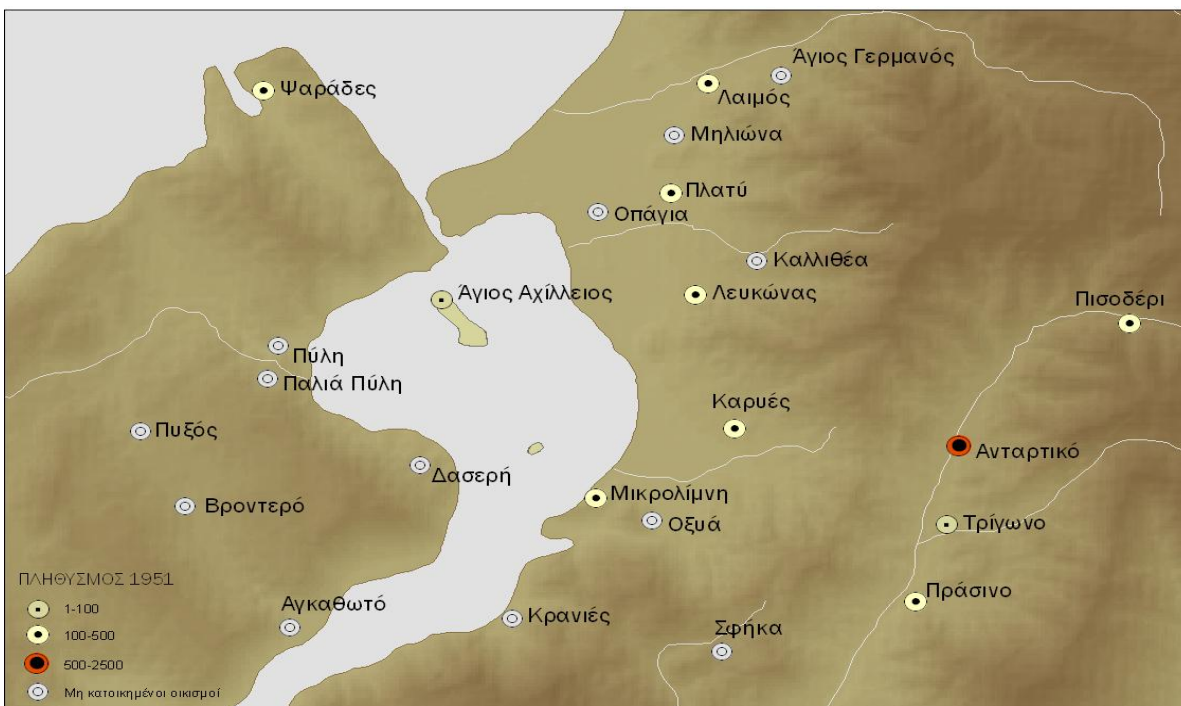 Άγιος Γερμανός
Ψαράδες
Λαιμός
Μηλιώνα
Πλατύ
Οπάγια
Καλλιθέα
Άγιος Αχίλλειος
Λευκώνας
Πισοδέρι
Πύλη
Παλιά Πύλη
Καρυές
Πυξός
Ανταρτικό
Δασερή
Μικρολίμνη
Βροντερό
Οξυά
Τρίγωνο
ΠΛΗΘΥΣΜΟΣ 1951
1-100
100-500
500-2500
Μη κατοικημένοι οικισμοί
Αγκαθωτό
Κρανιές
Πράσινο
Σφήκα